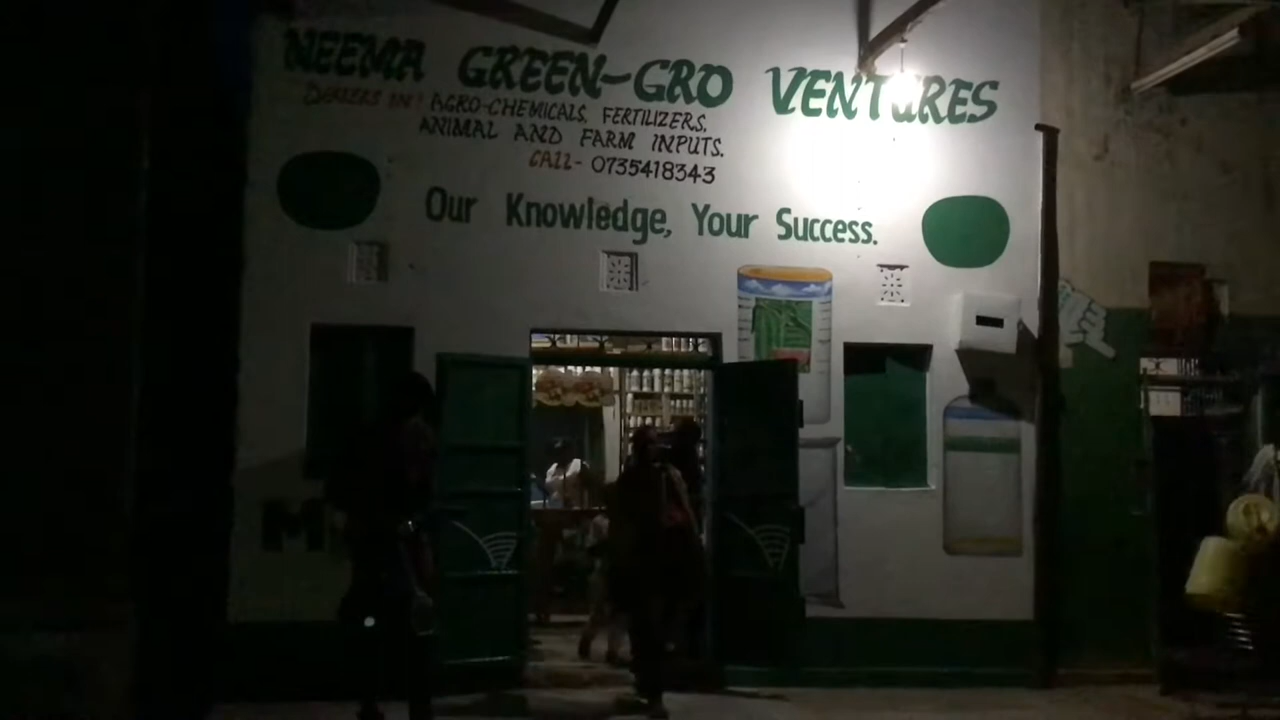 NEEMA GREEN-GRO VENTURES
DEALERS IN: AGRO-CHEMICALS, FERTILIZERS,
ANIMAL AND FARM INPUTS.
CALL- 0735418343
Our Knowledge, Your Success.